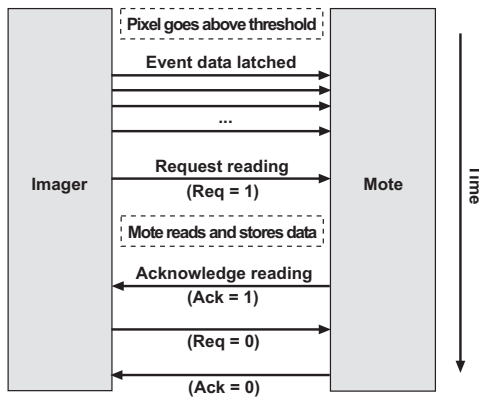 Pixel goes above threshold
Event data latched
...
Request reading
(Req = 1)
Imager
Mote
Time
Mote reads and stores data
Acknowledge reading
(Ack = 1)
(Req = 0)
(Ack = 0)